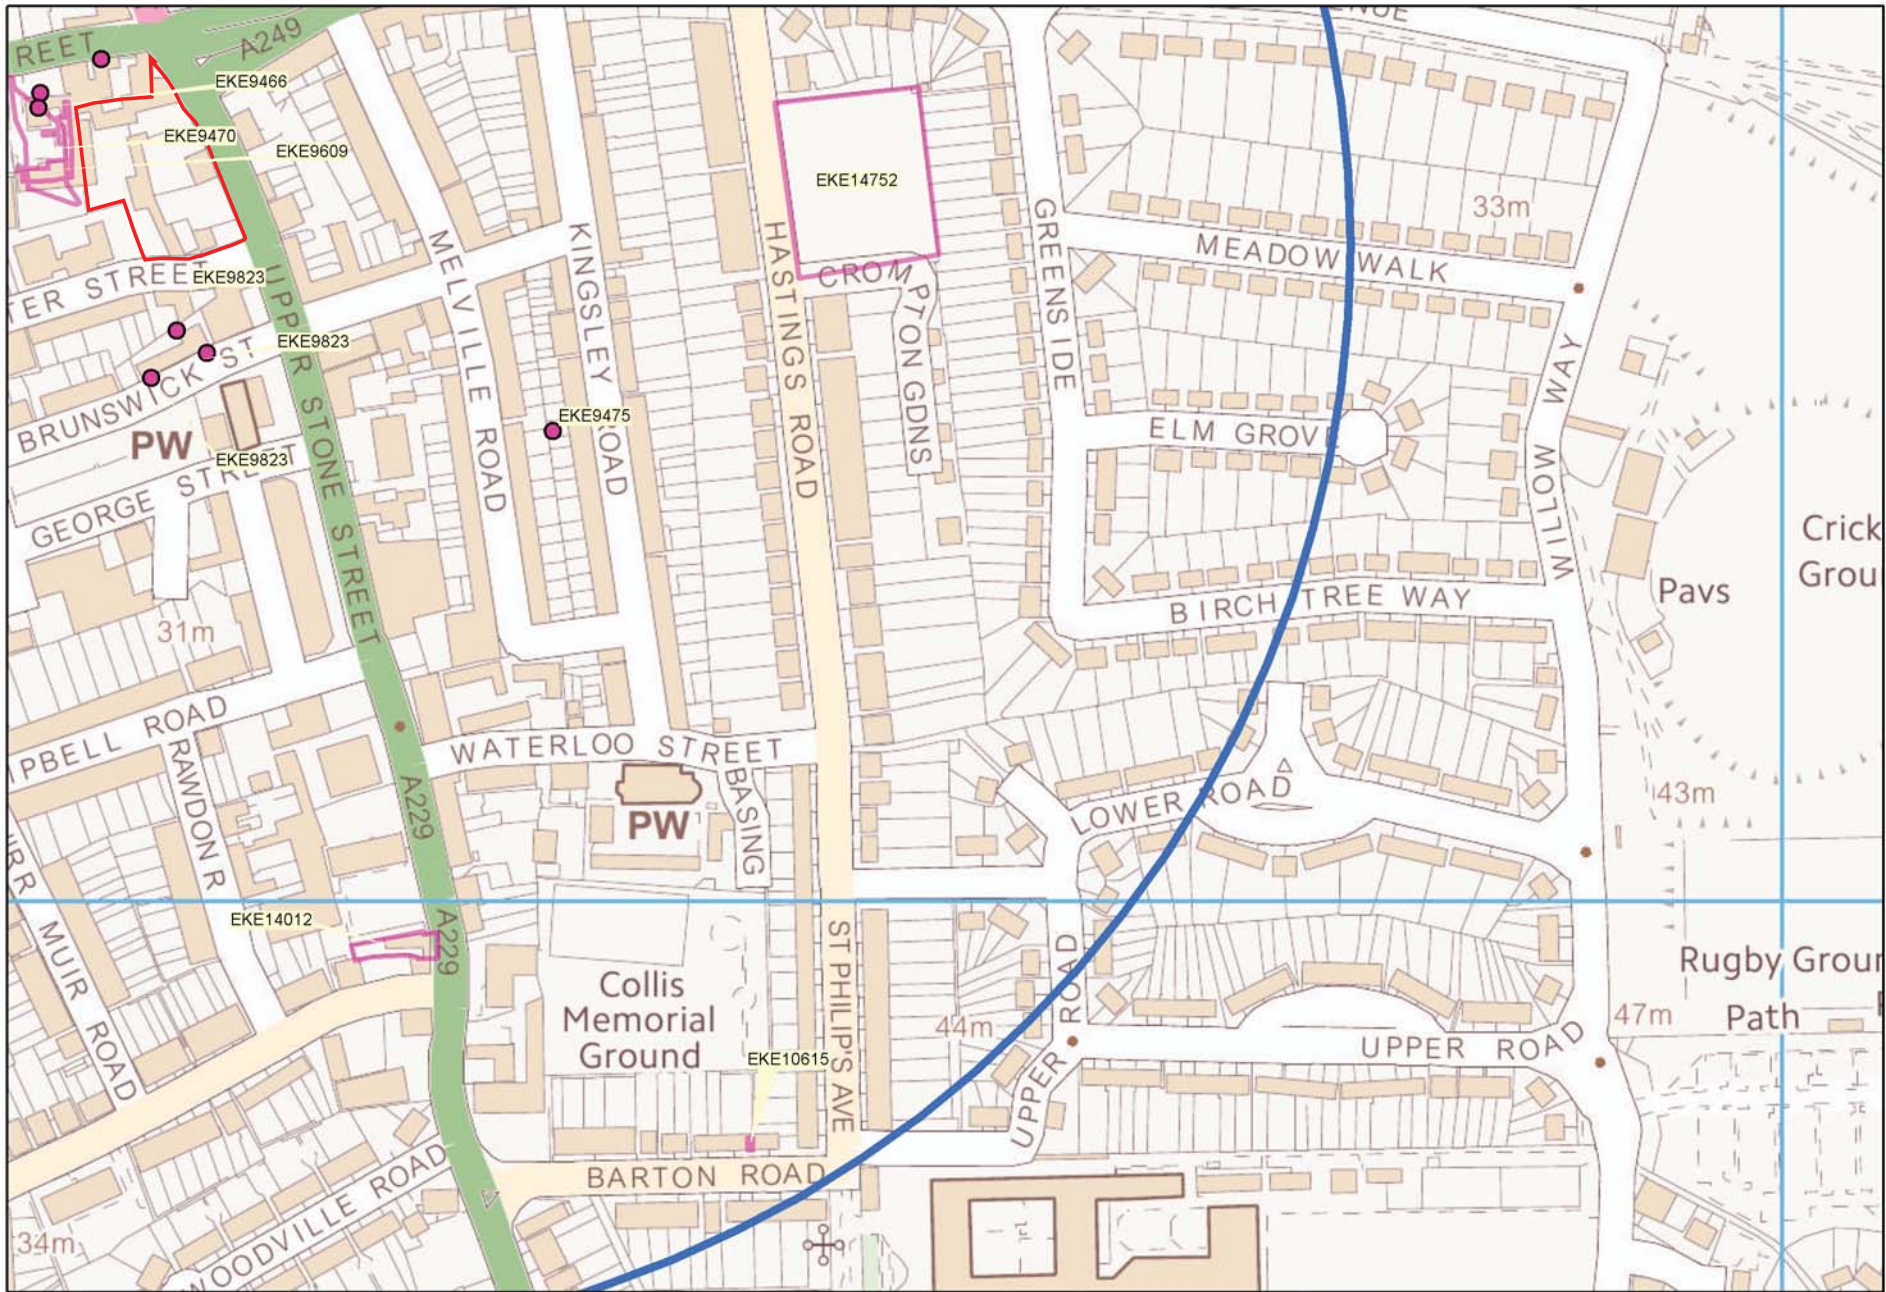 REET
A249
ENUE
EKE9466
EKE9470
EKE9609
EKE14752
33m
GREENSIDE
MEADOW WALK
HASTINGS ROAD
CROMPTON GDNS
TER STREET
EKE9823
UPPER STONE STREET
MELVILLE ROAD
KINGSLEY ROAD
EKE9823
BRUNSWICK ST
PW
EKE9823
EKE9475
GEORGE STREET
ELM GROVE
WILLOW WAY
Crick
Grou
Pavs
BIRCH TREE WAY
31m
IPBELL ROAD
RAWDON R
WATERLOO STREET
BASING
PW
A229
LOWER ROAD
43m
UIR R
MUIR ROAD
EKE14012
A229
Collis
Memorial
Ground
ST PHILIP'S AVE
44m
UPPER ROAD
UPPER ROAD
47m
Rugby Groun
Path
EKE10615
BARTON ROAD
WOODVILLE ROAD
34m